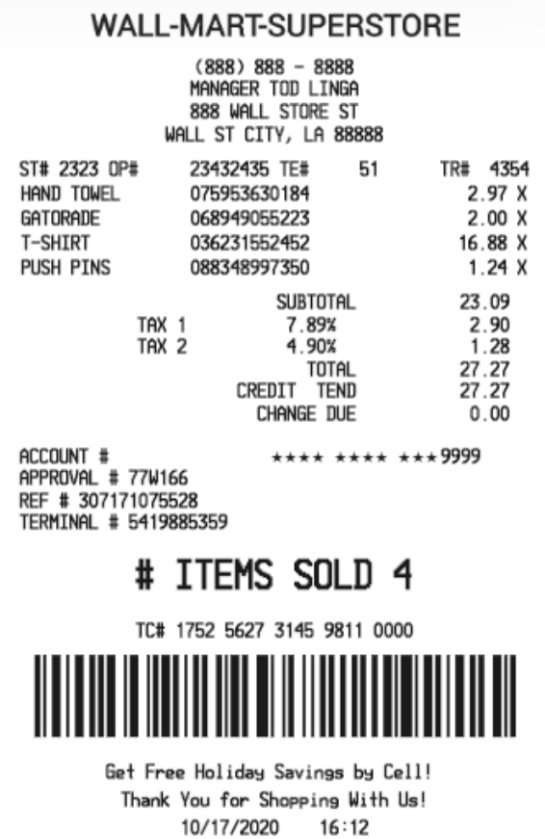 WALL-MART-SUPERSTORE
(888) 888 - 8888
MANAGER TOD LINGA
888 WALL STORE ST
WALL ST CITY, LA 88888
ST# 2323 OP# 23432435 TE# 51 TR# 4354
HAND TOWEL 075953630184 2.97 X
GATORADE 068949055223 2.00 X
T-SHIRT 036231552452 16.88 X
PUSH PINS 088348997350 1.24 X
SUBTOTAL 23.09
TAX 1 7.89% 2.90
TAX 2 4.90% 1.28
TOTAL 27.27
CREDIT TEND 27.27
CHANGE DUE 0.00
ACCOUNT # ★★★★ ★★★★ ★★★9999
APPROVAL # 77W166
REF # 307171075528
TERMINAL # 5419885359
# ITEMS SOLD 4
TC# 1752 5627 3145 9811 0000
Get Free Holiday Savings by Cell!
Thank You for Shopping With Us!
10/17/2020 16:12